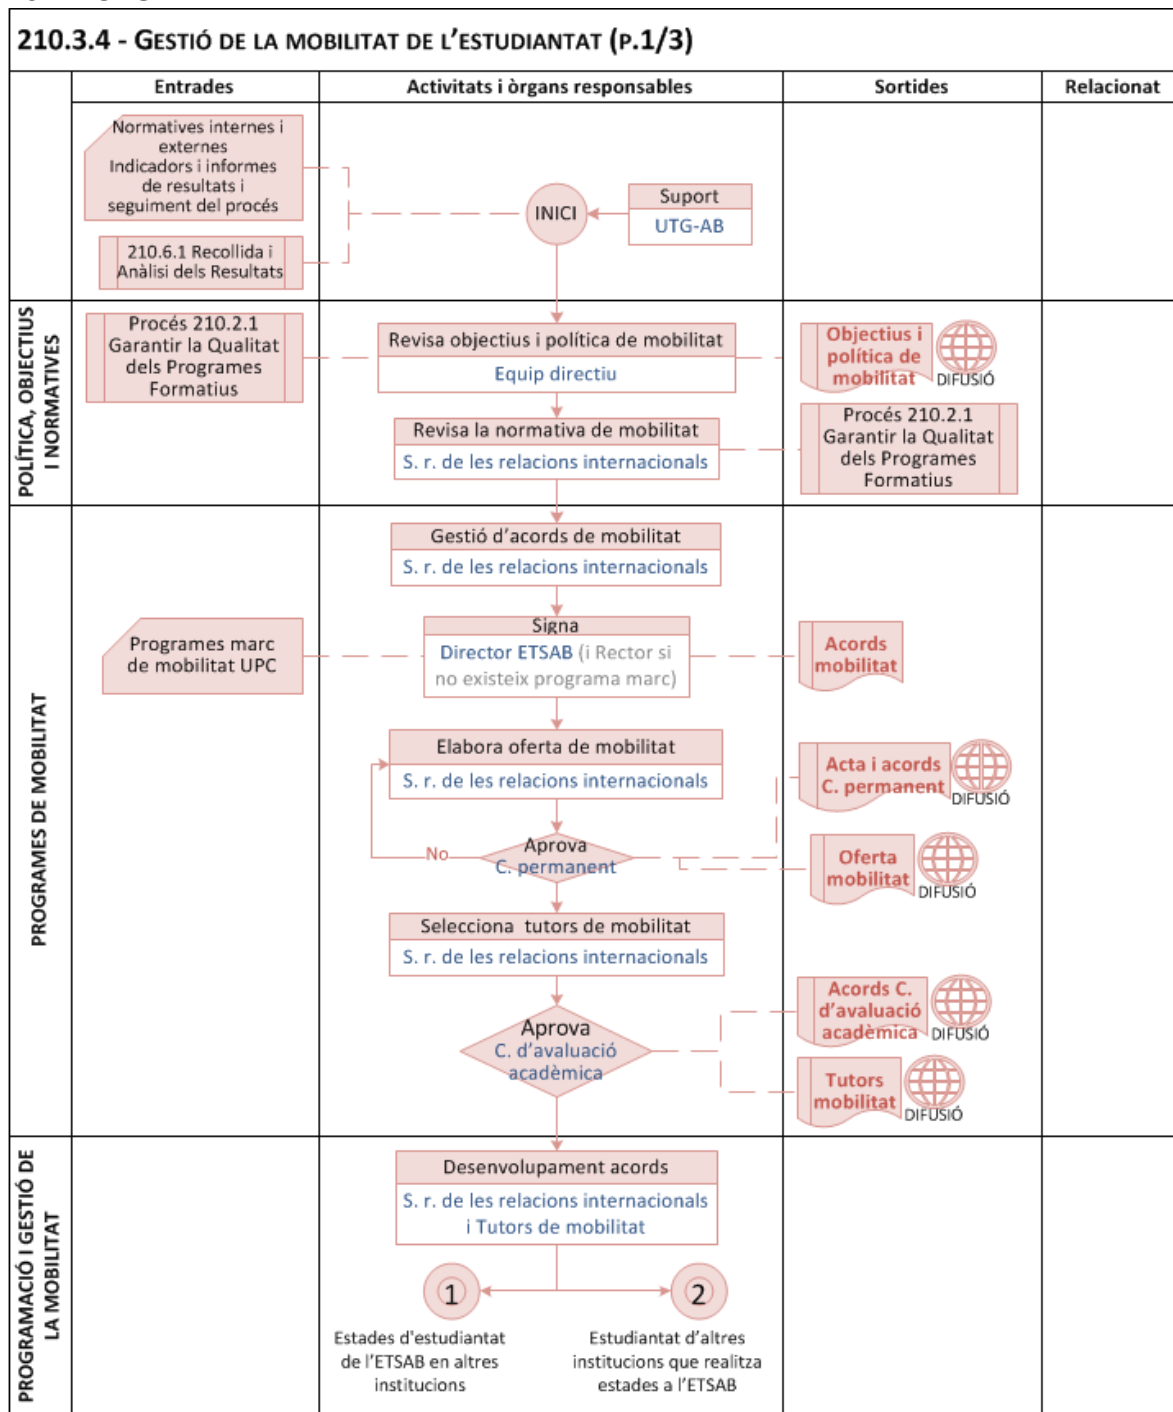 210.3.4 - GESTIÓ DE LA MOBILITAT DE L'ESTUDIANTAT (P.1/3)
Entrades
Activitats i òrgans responsables
Sortides
Relacionat
Normatives internes i
externes
Indicadors i informes
de resultats i
seguiment del procés
210.6.1 Recollida i
Anàlisi dels Resultats
INICI
Suport
UTG-AB
POLÍTICA, OBJECTIUS
I NORMATIVES
Procés 210.2.1
Garantir la Qualitat
dels Programes
Formatius
Revisa objectius i política de mobilitat
Equip directiu
Objectius i
política de
mobilitat
DIFUSIÓ
Revisa la normativa de mobilitat
S. r. de les relacions internacionals
Procés 210.2.1
Garantir la Qualitat
dels Programes
Formatius
PROGRAMES DE MOBILITAT
Gestió d'acords de mobilitat
S. r. de les relacions internacionals
Programes marc
de mobilitat UPC
Signa
Director ETSAB (i Rector si
no existeix programa marc)
Acords
mobilitat
Elabora oferta de mobilitat
S. r. de les relacions internacionals
Acta i acords
C. permanent
DIFUSIÓ
No
Aprova
C. permanent
Oferta
mobilitat
DIFUSIÓ
Selecciona tutors de mobilitat
S. r. de les relacions internacionals
Aprova
C. d'avaluació
acadèmica
Acords C.
d'avaluació
acadèmica
DIFUSIÓ
Tutors
mobilitat
DIFUSIÓ
PROGRAMACIÓ I GESTIÓ DE
LA MOBILITAT
Desenvolupament acords
S. r. de les relacions internacionals
i Tutors de mobilitat
1
2
Estades d'estudiantat
de l'ETSAB en altres
institucions
Estudiantat d'altres
institucions que realitza
estades a l'ETSAB